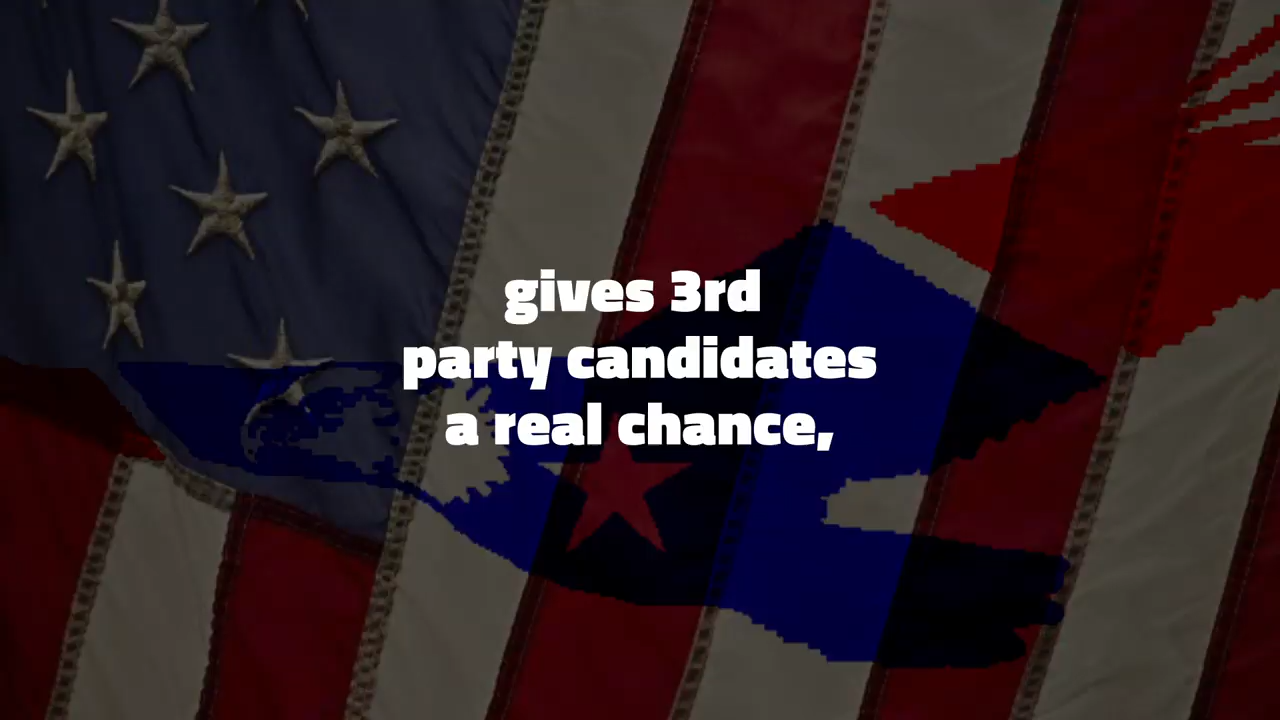 gives 3rd
party candidates
a real chance,